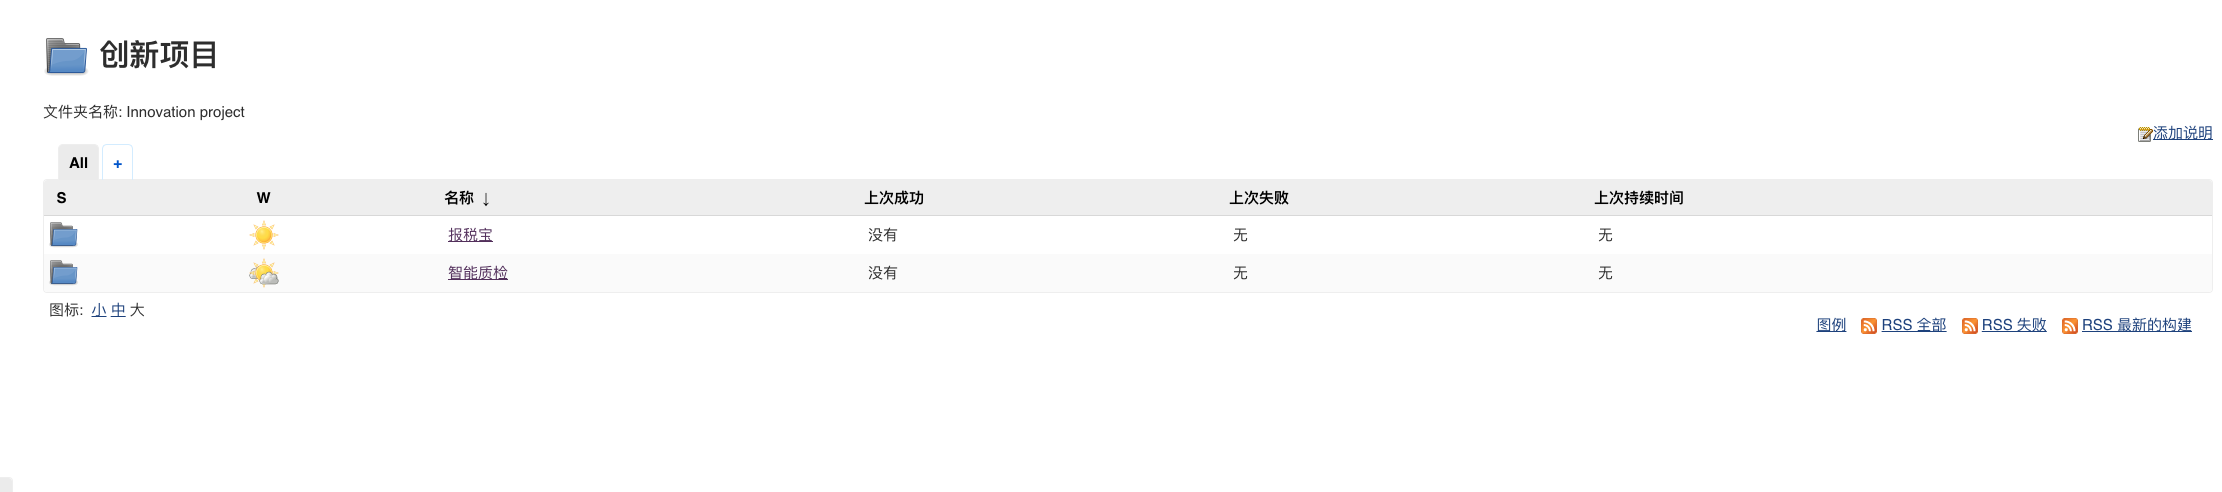 创新项目
文件夹名称: Innovation project
添加说明
All +
S W 名称 ↓ 上次成功 上次失败 上次持续时间
报税宝 没有 无 无
智能质检 没有 无 无
图标: 小 中 大
图例 RSS 全部 RSS 失败 RSS 最新的构建